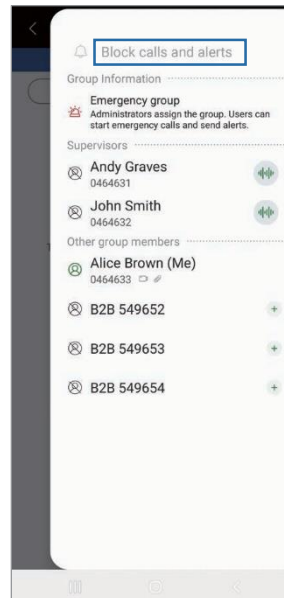 Block calls and alerts
Group Information
Emergency group
Administrators assign the group. Users can
start emergency calls and send alerts.
Supervisors
Andy Graves
0464631
John Smith
0464632
Other group members
Alice Brown (Me)
0464633
B2B 549652
B2B 549653
B2B 549654